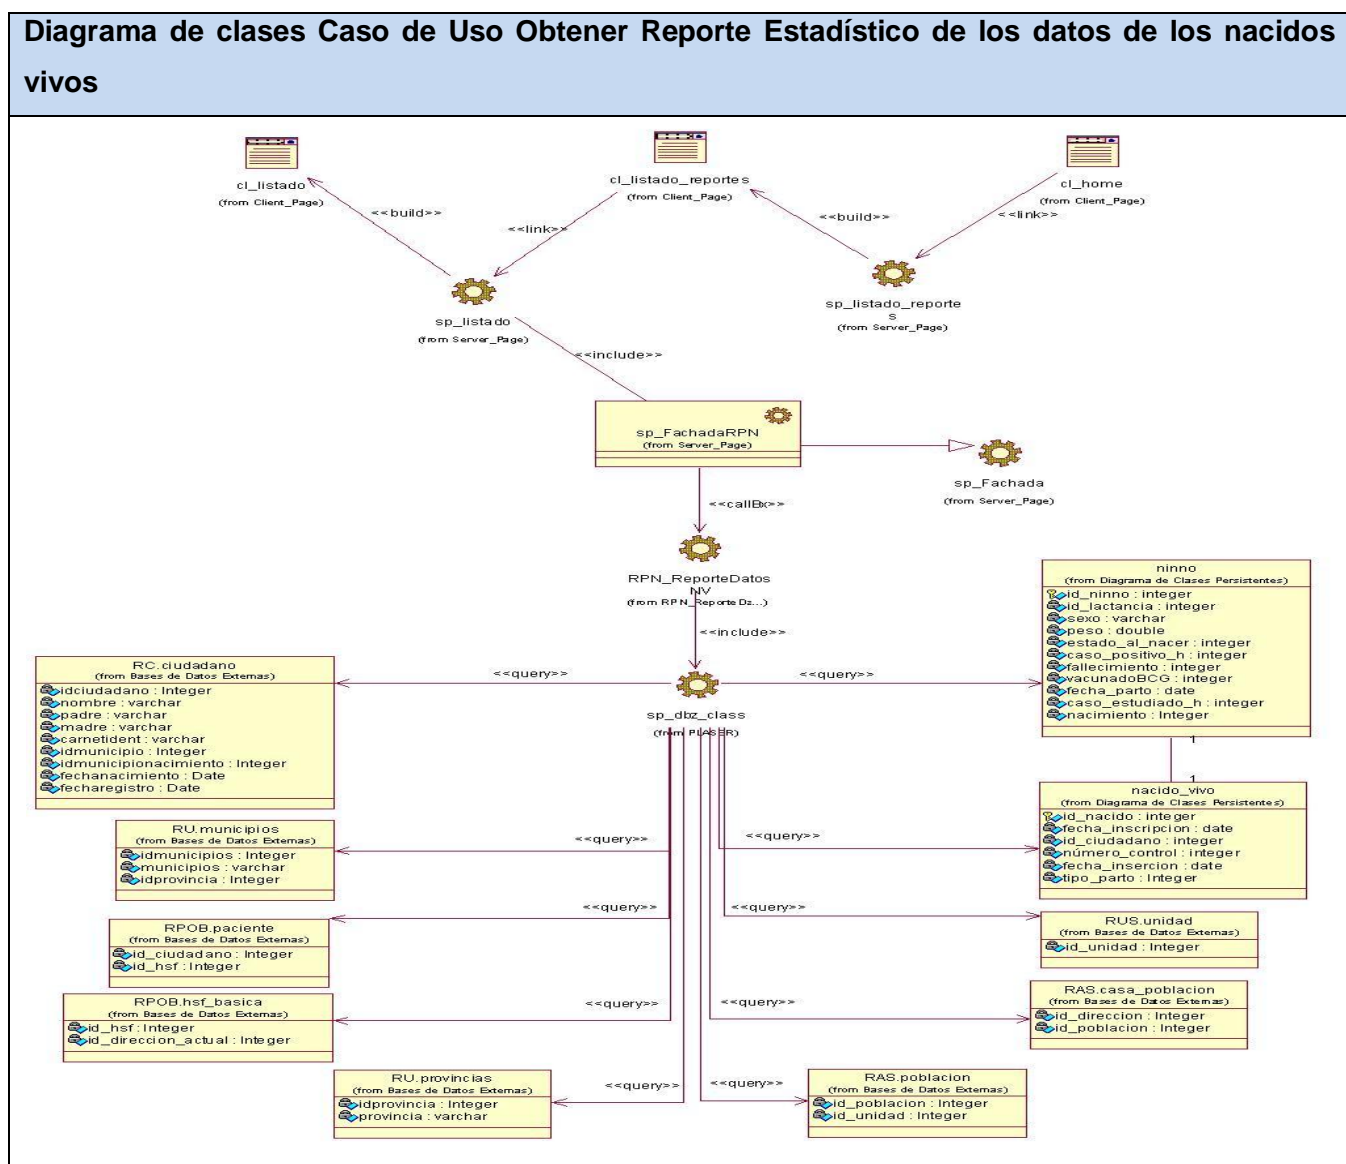 Diagrama de clases Caso de Uso Obtener Reporte Estadístico de los datos de los nacidos
vivos
cl_listado
(from Client_Page)
cl_listado_reportes
(from Client_Page)
cl_home
(from Client_Page)
<<build>>
<<link>>
<<build>>
<<link>>
sp_listado
(from Server_Page)
sp_listado_reporte
s
(from Server_Page)
<<include>>
sp_FachadaRPN
(from Server_Page)
sp_Fachada
(from Server_Page)
<<callEx>>
RPN_ReporteDatos
NV
(from RPN_ReporteDa...)
<<include>>
ninno
(from Diagrama de Clases Persistentes)
id_ninno : integer
id_lactancia : integer
sexo : varchar
peso : double
estado_al_nacer : integer
caso_positivo_h : integer
fallecimiento : integer
vacunadoBCG : integer
fecha_parto : date
caso_estudiado_h : integer
nacimiento : Integer
RC.ciudadano
(from Bases de Datos Externas)
idciudadano : Integer
nombre : varchar
padre : varchar
madre : varchar
carnetident : varchar
idmunicipio : Integer
idmunicipionacimiento : Integer
fechanacimiento : Date
fecharegistro : Date
<<query>>
<<query>>
sp_dbz_class
(from PLASER)
1
1
nacido_vivo
(from Diagrama de Clases Persistentes)
id_nacido : integer
fecha_inscripcion : date
id_ciudadano : integer
número_control : integer
fecha_insercion : date
tipo_parto : Integer
RU.municipios
(from Bases de Datos Externas)
idmunicipios : Integer
municipios : varchar
idprovincia : Integer
<<query>>
<<query>>
<<query>>
<<query>>
RPOB.paciente
(from Bases de Datos Externas)
id_ciudadano : Integer
id_hsf : Integer
RUS.unidad
(from Bases de Datos Externas)
id_unidad : Integer
RPOB.hsf_basica
(from Bases de Datos Externas)
id_hsf : Integer
id_direccion_actual : Integer
<<query>>
<<query>>
RAS.casa_poblacion
(from Bases de Datos Externas)
id_direccion : Integer
id_poblacion : Integer
RU.provincias
(from Bases de Datos Externas)
idprovincia : Integer
provincia : varchar
<<query>>
<<query>>
RAS.poblacion
(from Bases de Datos Externas)
id_poblacion : Integer
id_unidad : Integer